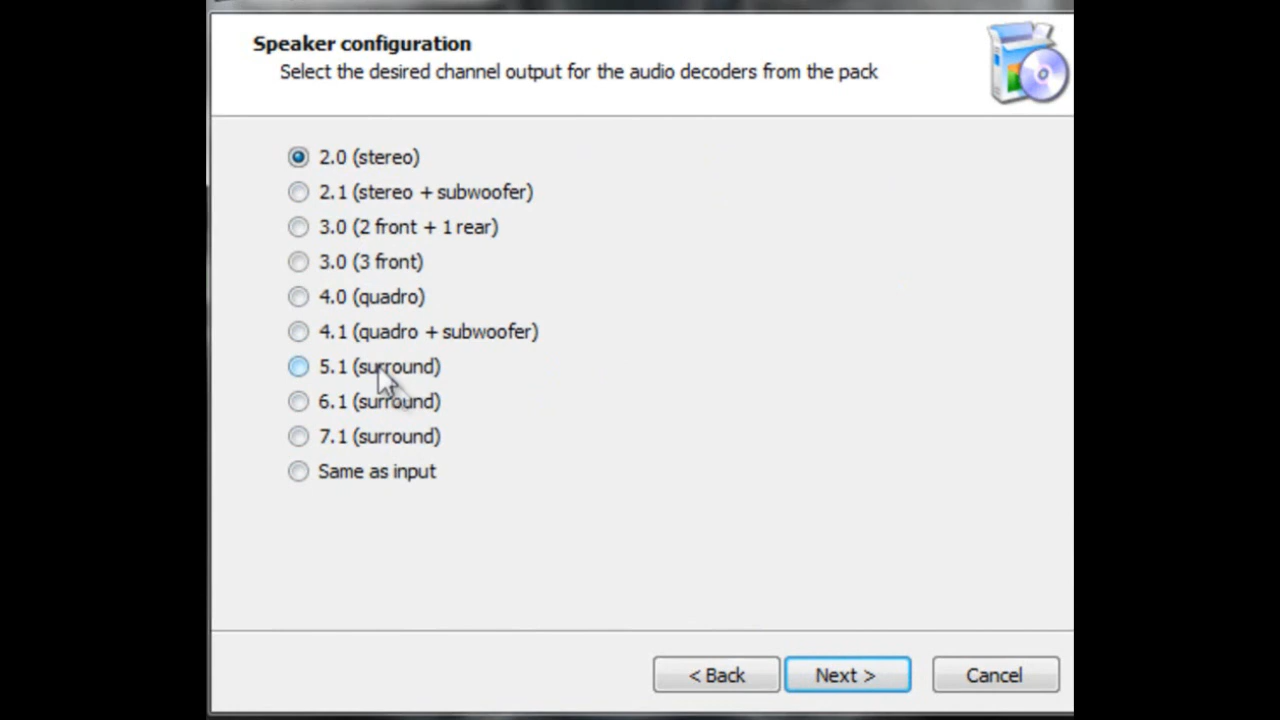 Speaker configuration
Select the desired channel output for the audio decoders from the pack
2.0 (stereo)
2.1 (stereo + subwoofer)
3.0 (2 front + 1 rear)
3.0 (3 front)
4.0 (quadro)
4.1 (quadro + subwoofer)
5.1 (surround)
6.1 (surround)
7.1 (surround)
Same as input
< Back Next > Cancel